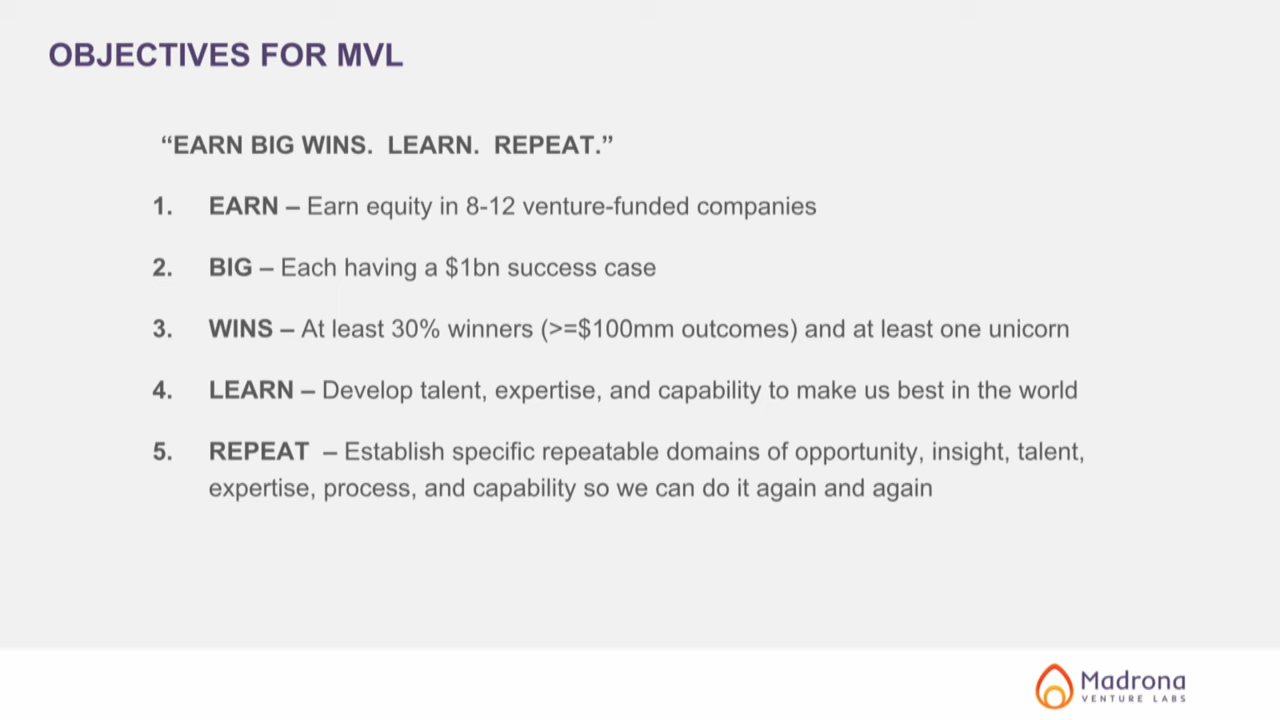 OBJECTIVES FOR MVL
“EARN BIG WINS.  LEARN.  REPEAT.”
1. EARN – Earn equity in 8-12 venture-funded companies
2. BIG – Each having a $1bn success case
3. WINS – At least 30% winners (>=$100mm outcomes) and at least one unicorn
4. LEARN – Develop talent, expertise, and capability to make us best in the world
5. REPEAT  – Establish specific repeatable domains of opportunity, insight, talent,
expertise, process, and capability so we can do it again and again
Madrona
VENTURE LABS